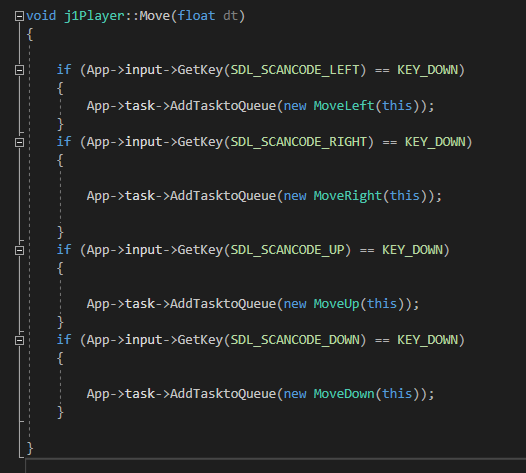 void j1Player::Move(float dt)
{
if (App->input->GetKey(SDL_SCANCODE_LEFT) == KEY_DOWN)
{
App->task->AddTasktoQueue(new MoveLeft(this));
}
if (App->input->GetKey(SDL_SCANCODE_RIGHT) == KEY_DOWN)
{
App->task->AddTasktoQueue(new MoveRight(this));
}
if (App->input->GetKey(SDL_SCANCODE_UP) == KEY_DOWN)
{
App->task->AddTasktoQueue(new MoveUp(this));
}
if (App->input->GetKey(SDL_SCANCODE_DOWN) == KEY_DOWN)
{
App->task->AddTasktoQueue(new MoveDown(this));
}
}